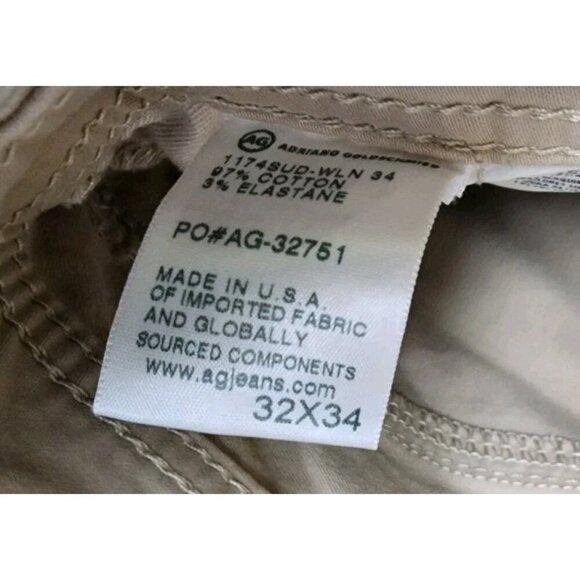 AG ADRIANO GOLDSCHMIED
1174SUD-WLN 34
97% COTTON
3% ELASTANE
PO#AG-32751
MADE IN U.S.A.
OF IMPORTED FABRIC
AND GLOBALLY
SOURCED COMPONENTS
www.agjeans.com
32X34